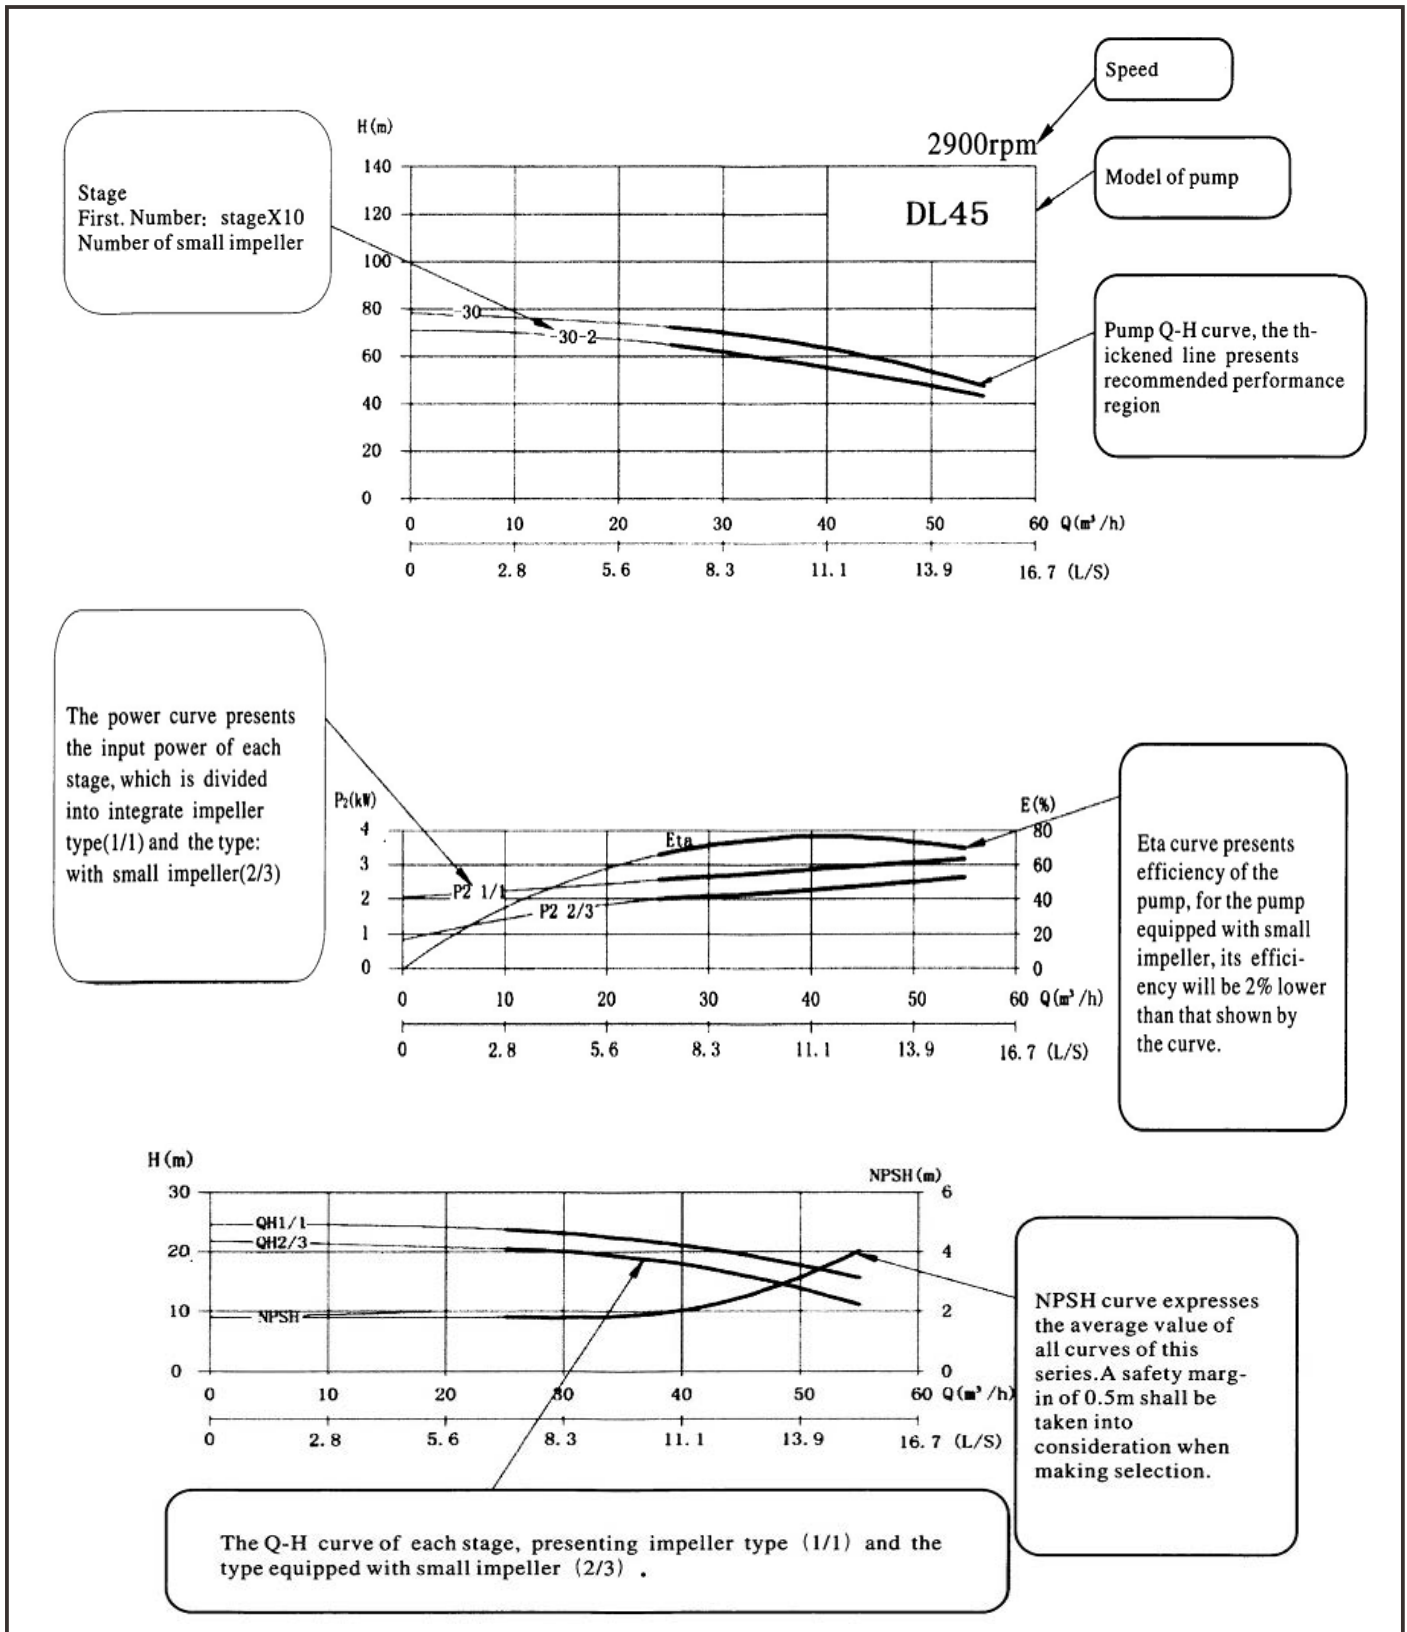 Speed
H(m)
2900rpm
Model of pump
140
DL45
Stage
First. Number: stageX10
Number of small impeller
120
100
80
30
30-2
60
40
20
0
Pump Q-H curve, the th-
ickened line presents
recommended performance
region
0 10 20 30 40 50 60 Q(m³/h)
0 2.8 5.6 8.3 11.1 13.9 16.7 (L/S)
The power curve presents
the input power of each
stage, which is divided
into integrate impeller
type(1/1) and the type:
with small impeller(2/3)
P₂(kW)
E(%)
4
3
2
1
0
Eta
P2 1/1
P2 2/3
80
60
40
20
0
0 10 20 30 40 50 60 Q(m³/h)
0 2.8 5.6 8.3 11.1 13.9 16.7 (L/S)
Eta curve presents
efficiency of the
pump, for the pump
equipped with small
impeller, its effici-
ency will be 2% lower
than that shown by
the curve.
H(m)
NPSH(m)
30
20
10
0
QH1/1
QH2/3
NPSH
6
4
2
0
0 10 20 30 40 50 60 Q(m³/h)
0 2.8 5.6 8.3 11.1 13.9 16.7 (L/S)
NPSH curve expresses
the average value of
all curves of this
series.A safety marg-
in of 0.5m shall be
taken into
consideration when
making selection.
The Q-H curve of each stage, presenting impeller type (1/1) and the
type equipped with small impeller (2/3) .